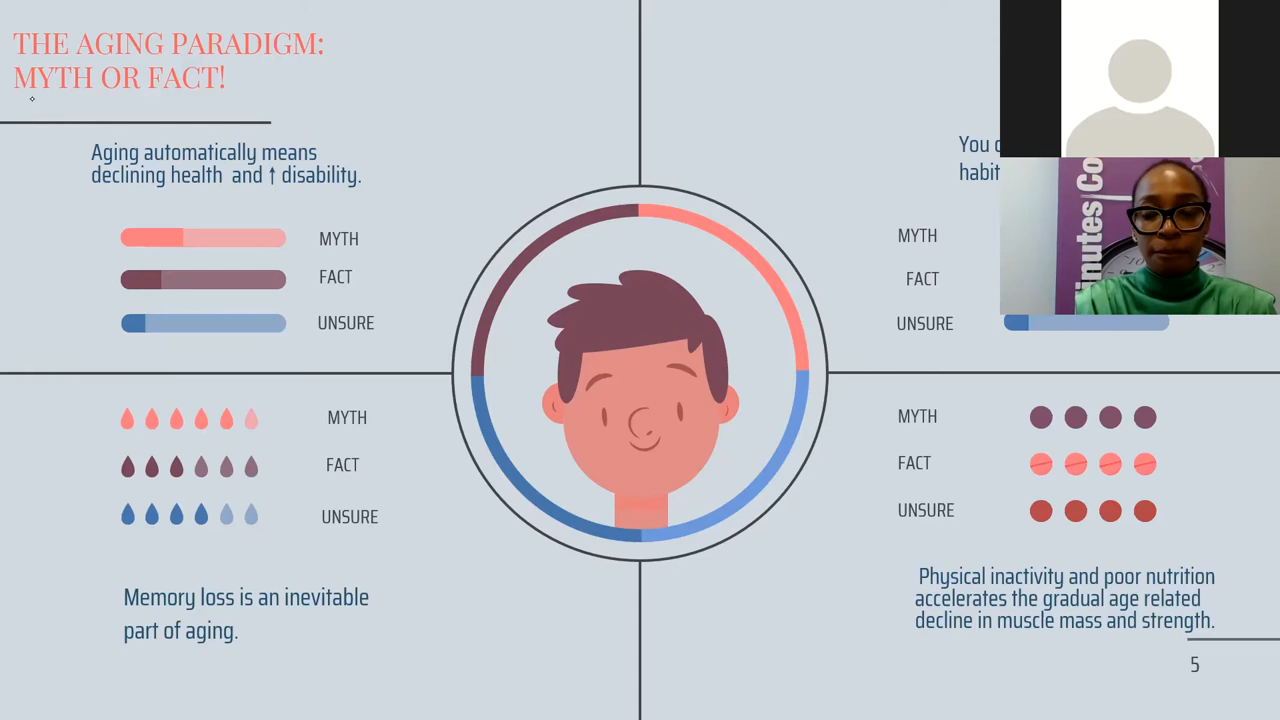 THE AGING PARADIGM:
MYTH OR FACT!
Aging automatically means
declining health and ↑ disability.
MYTH
FACT
UNSURE
You
habit
MYTH
FACT
UNSURE
MYTH
FACT
UNSURE
Memory loss is an inevitable
part of aging.
MYTH
FACT
UNSURE
Physical inactivity and poor nutrition
accelerates the gradual age related
decline in muscle mass and strength.
5
inutes|Co